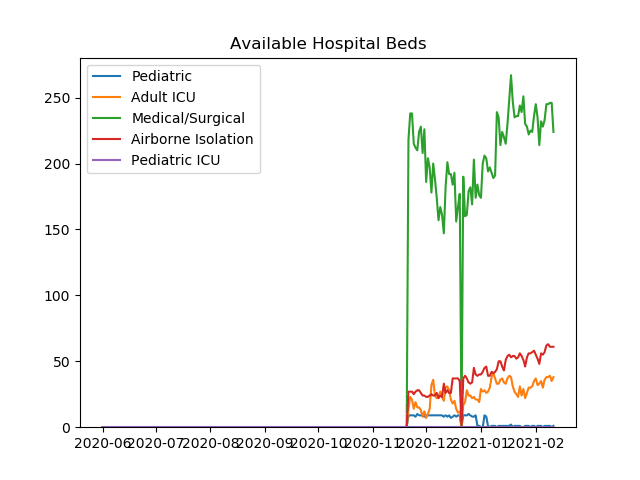 Available Hospital Beds
Pediatric
Adult ICU
Medical/Surgical
Airborne Isolation
Pediatric ICU
250
200
150
100
50
0
2020-06 2020-07 2020-08 2020-09 2020-10 2020-11 2020-12 2021-01 2021-02